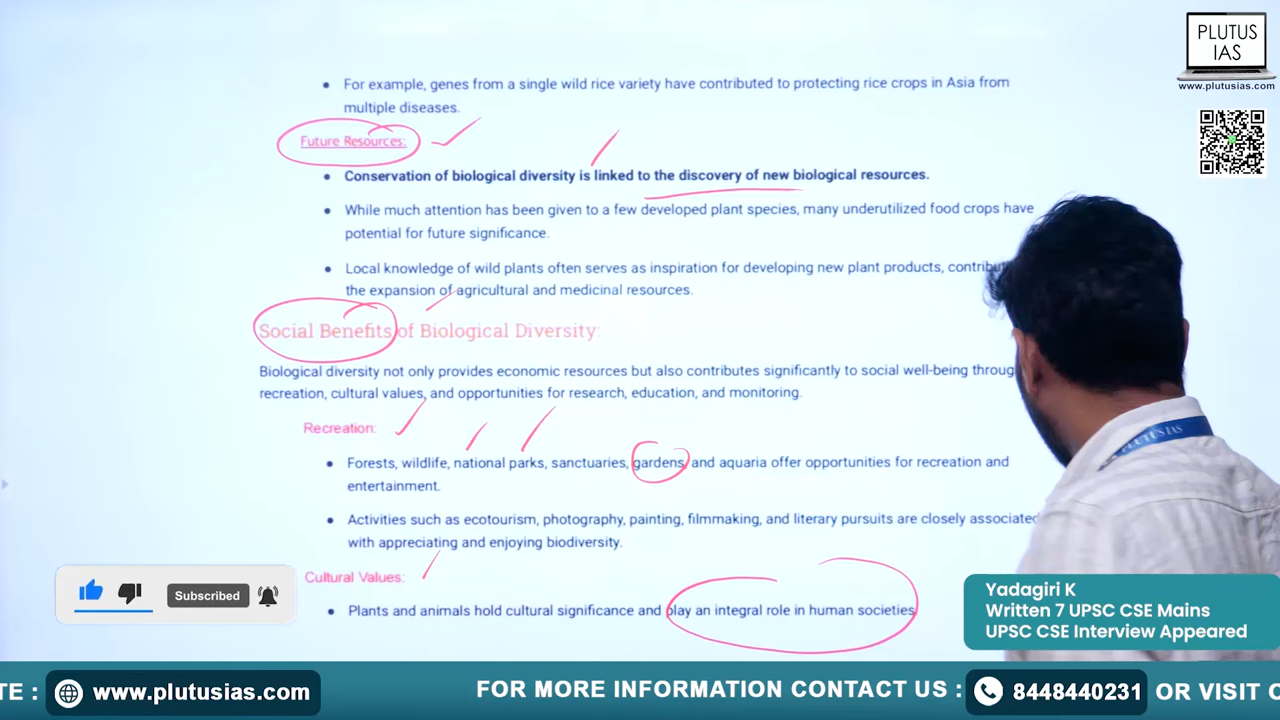 PLUTUS
IAS
www.plutusias.com
• For example, genes from a single wild rice variety have contributed to protecting rice crops in Asia from
multiple diseases.
Future Resources:
• Conservation of biological diversity is linked to the discovery of new biological resources.
• While much attention has been given to a few developed plant species, many underutilized food crops have
potential for future significance.
• Local knowledge of wild plants often serves as inspiration for developing new plant products,
the expansion of agricultural and medicinal resources.
Social Benefits of Biological Diversity:
Biological diversity not only provides economic resources but also contributes significantly to social well-being
recreation, cultural values, and opportunities for research, education, and monitoring.
Recreation:
• Forests, wildlife, national parks, sanctuaries, gardens, and aquaria offer opportunities for recreation and
entertainment.
• Activities such as ecotourism, photography, painting, filmmaking, and literary pursuits are closely associated
with appreciating and enjoying biodiversity.
Cultural Values:
• Plants and animals hold cultural significance and play an integral role in human societies
Subscribed
PLUTUS IAS
Yadagiri K
Written 7 UPSC CSE Mains
UPSC CSE Interview Appeared
TE : www.plutusias.com FOR MORE INFORMATION CONTACT US : 8448440231 OR VISIT